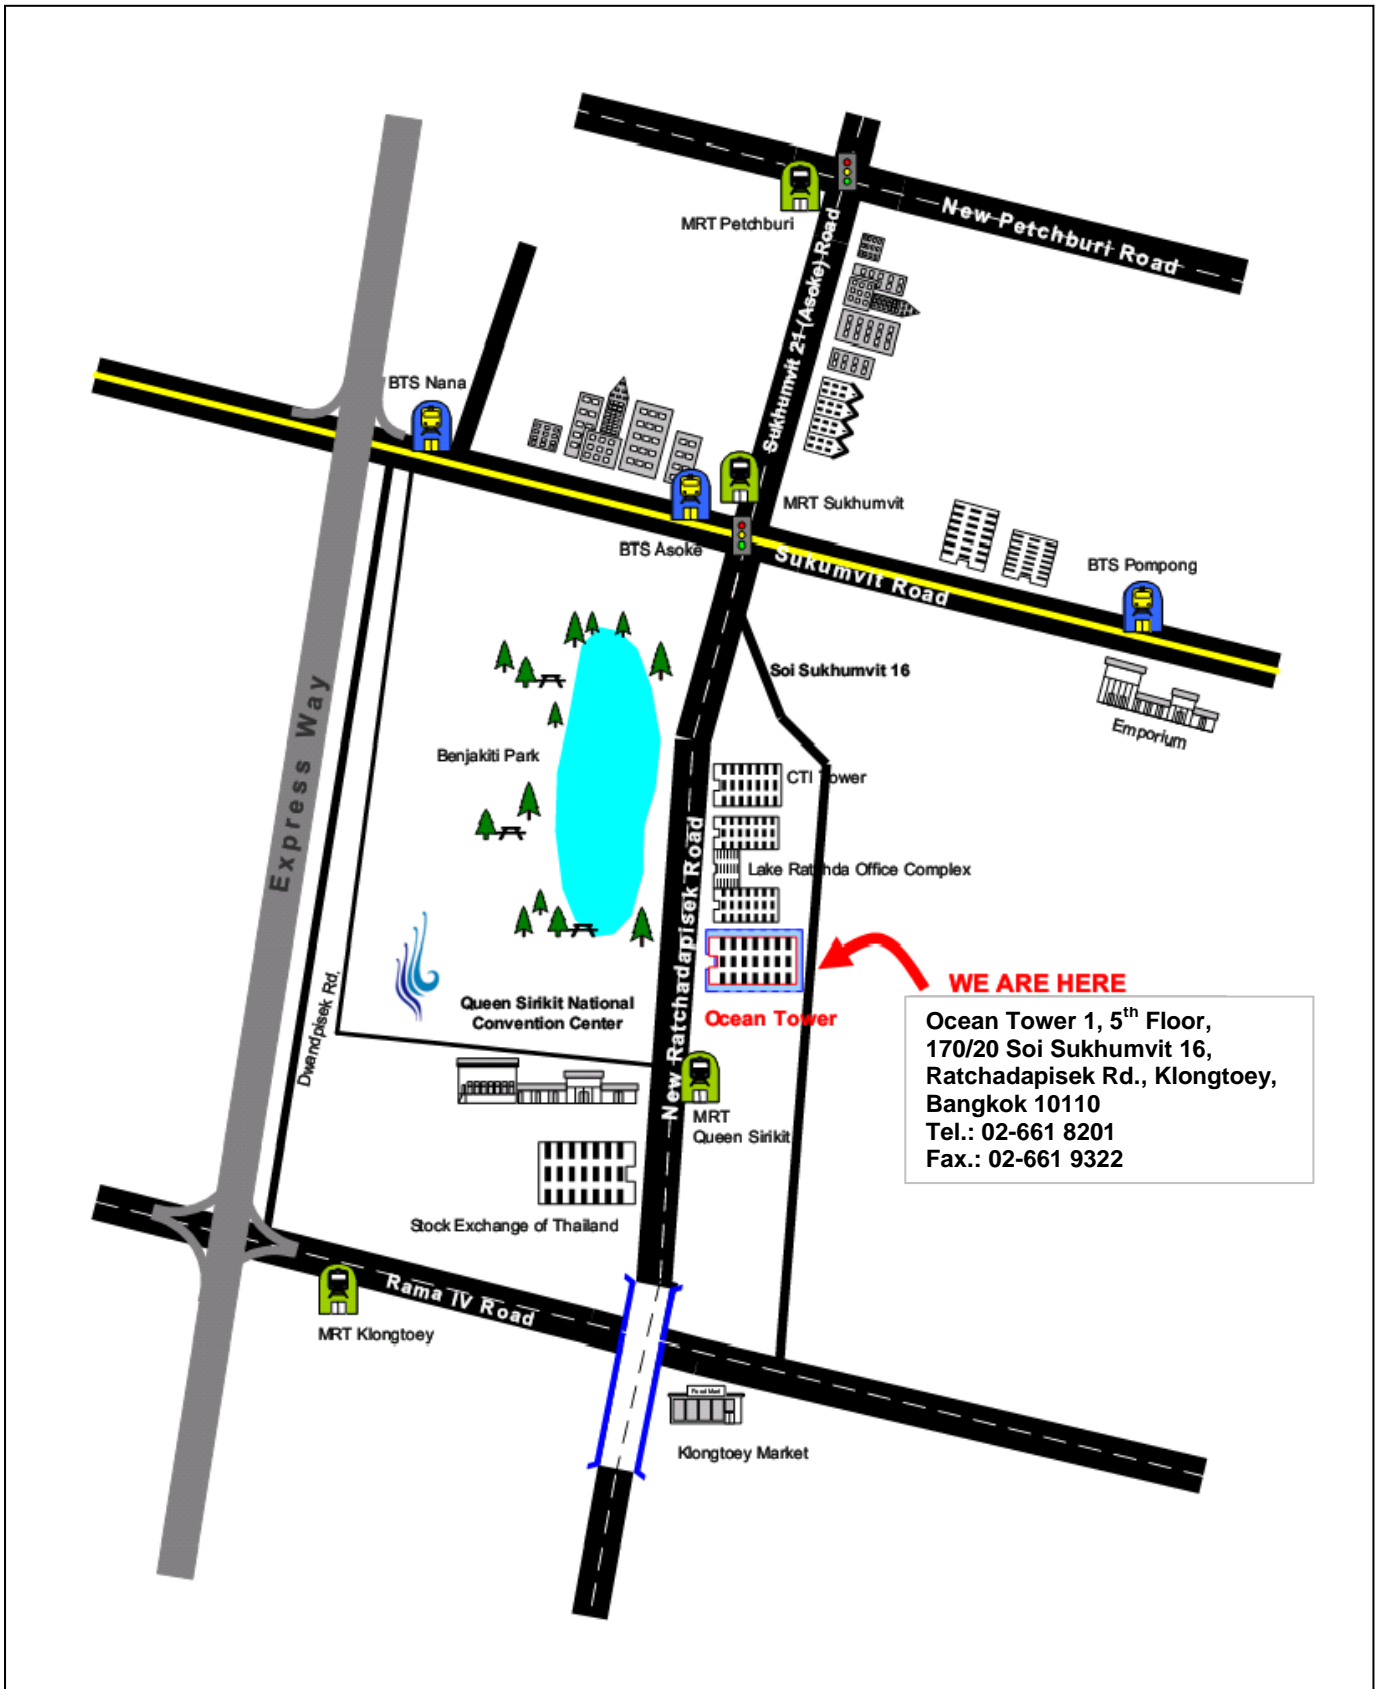 New Petchburi Road
MRT Petchburi
Sukhumvit 21 (Asoke) Road
BTS Nana
MRT Sukhumvit
BTS Asoke
Sukumvit Road
BTS Pompong
Soi Sukhumvit 16
Emporium
Express Way
Benjakiti Park
CTI Tower
New Ratchadapisek Road
Lake Ratchda Office Complex
WE ARE HERE
Ocean Tower
Queen Sirikit National
Convention Center
Ocean Tower 1, 5th Floor,
170/20 Soi Sukhumvit 16,
Ratchadapisek Rd., Klongtoey,
Bangkok 10110
Tel.: 02-661 8201
Fax.: 02-661 9322
Dwandpisek Rd.
MRT
Queen Sirikit
Stock Exchange of Thailand
Rama IV Road
MRT Klongtoey
Klongtoey Market